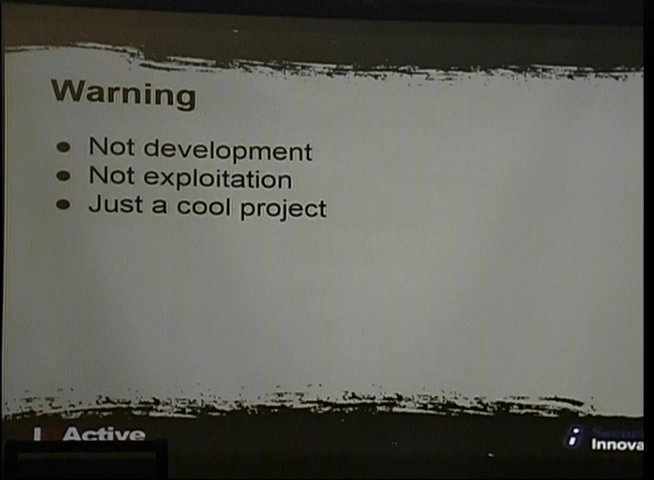 Warning
● Not development
● Not exploitation
● Just a cool project
Active
Innova